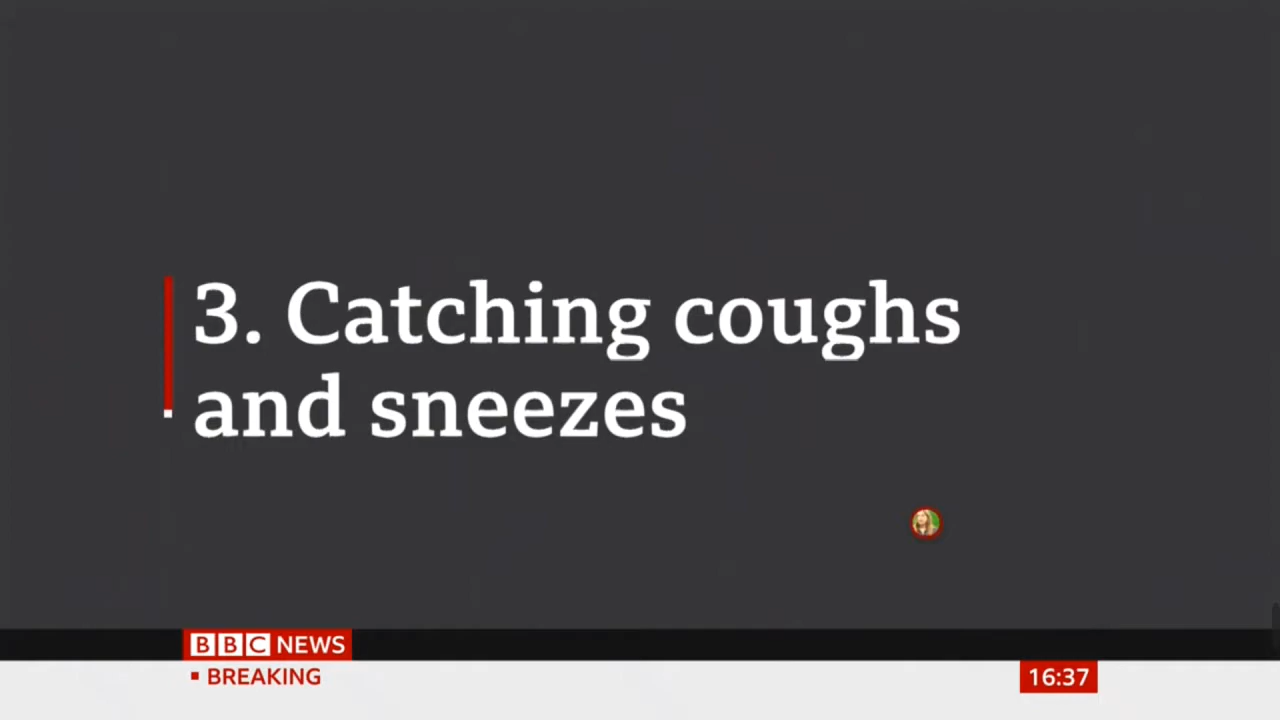 3. Catching coughs
and sneezes
BBC NEWS
BREAKING
16:37